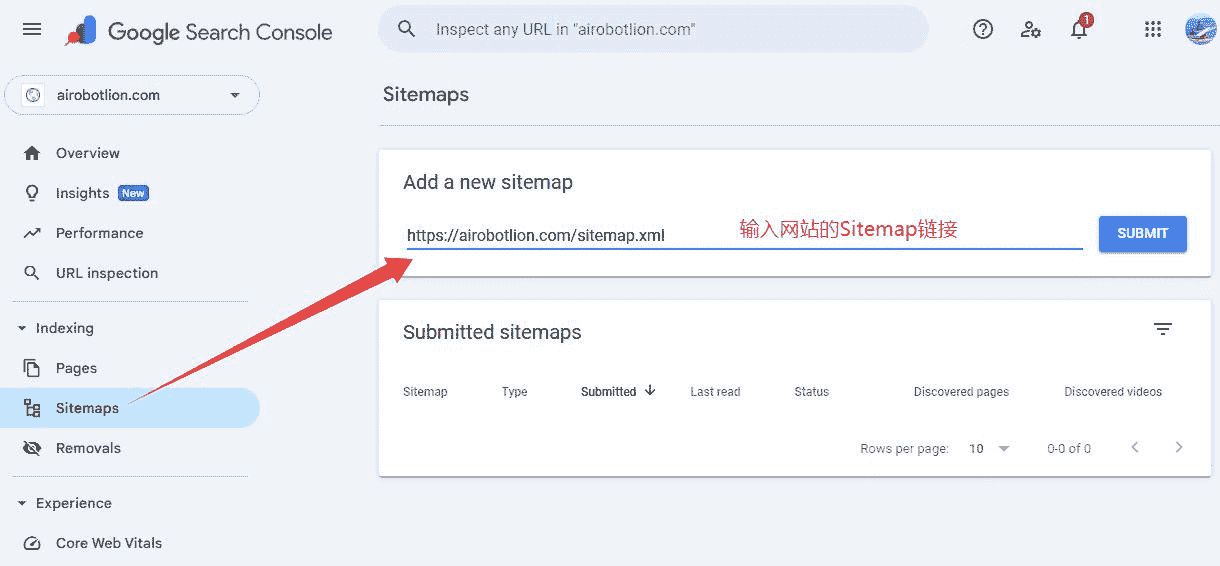 Google Search Console
Inspect any URL in "airobotlion.com"
1
airobotlion.com
Overview
Insights New
Performance
URL inspection
Indexing
Pages
Sitemaps
Removals
Experience
Core Web Vitals
Sitemaps
Add a new sitemap
https://airobotlion.com/sitemap.xml
输入网站的Sitemap链接
SUBMIT
Submitted sitemaps
Sitemap Type Submitted Last read Status Discovered pages Discovered videos
Rows per page: 10 0-0 of 0